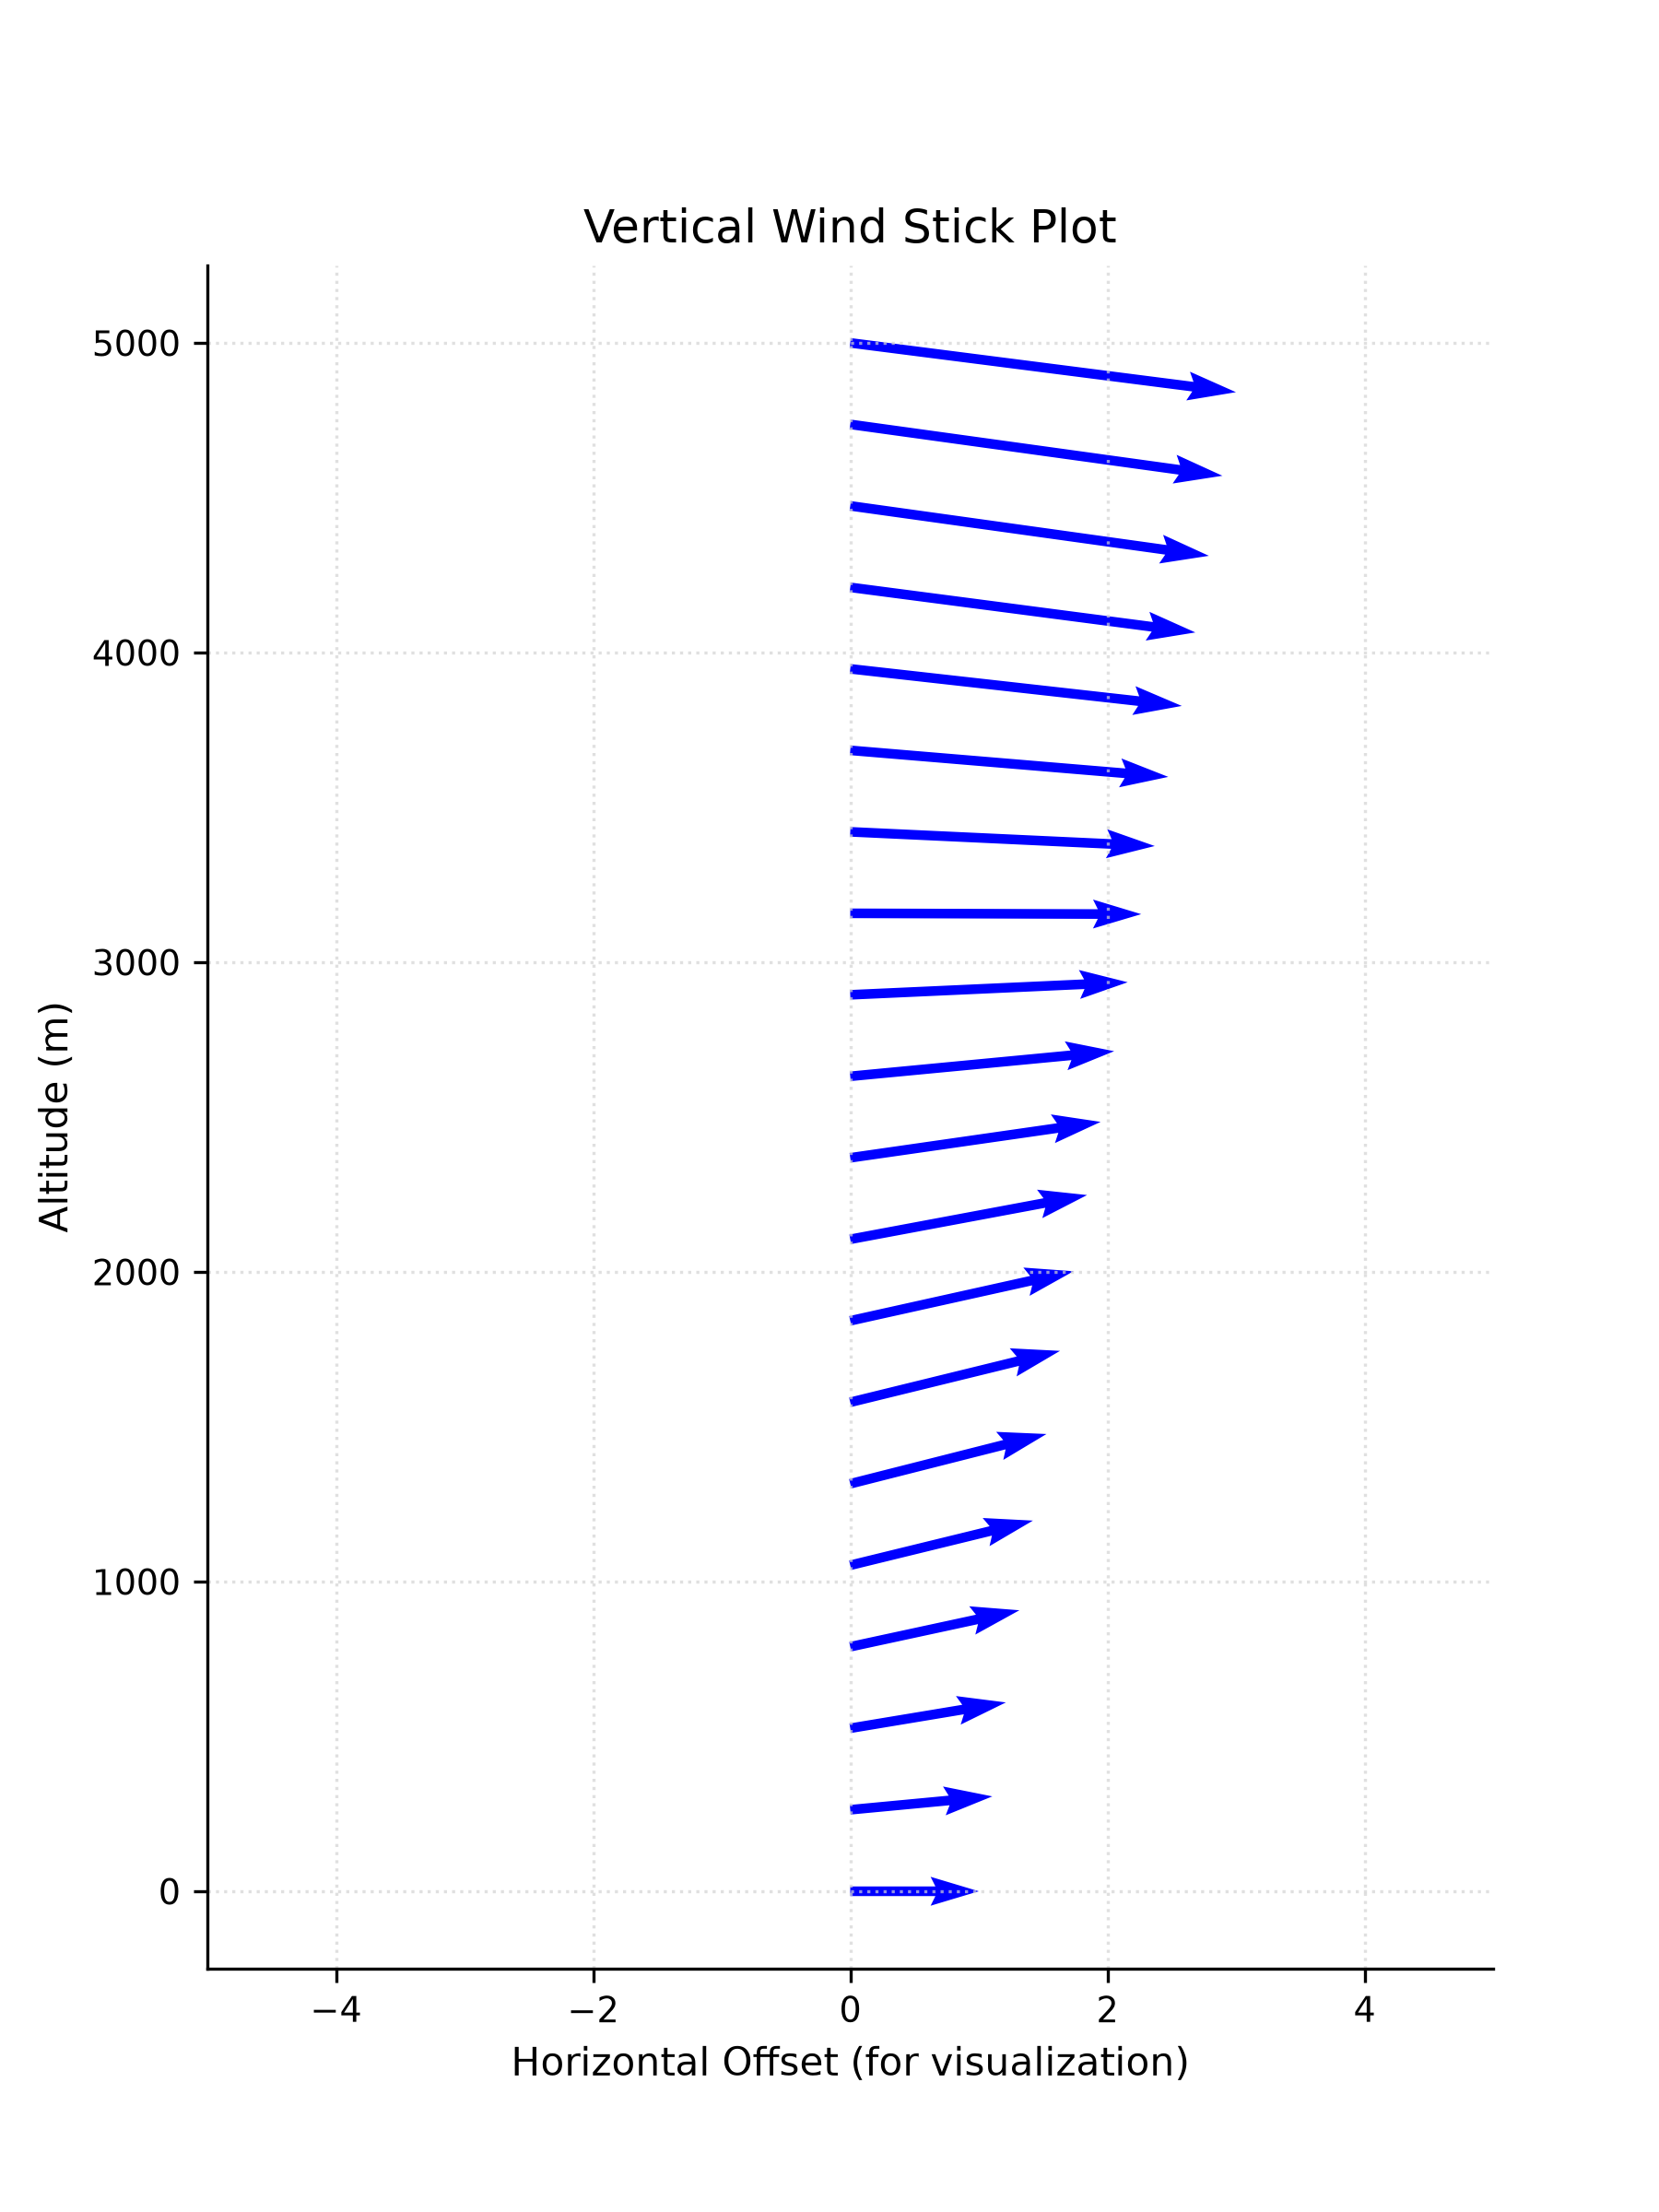 Vertical Wind Stick Plot
5000
4000
3000
2000
1000
0
Altitude (m)
−4 −2 0 2 4
Horizontal Offset (for visualization)